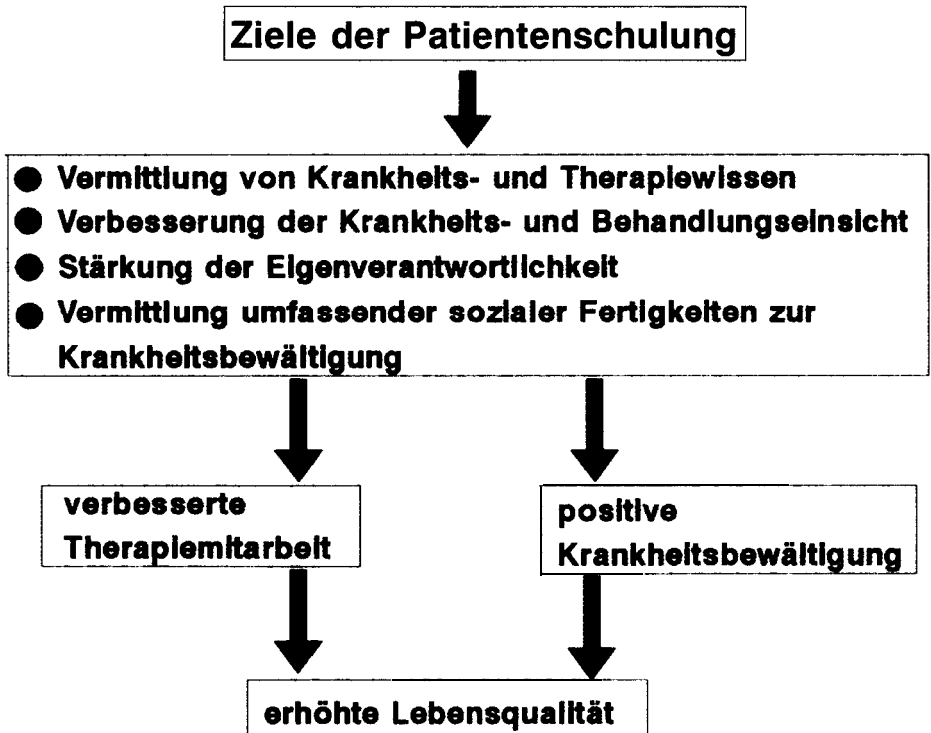 Ziele der Patientenschulung
● Vermittlung von Krankheits- und Therapiewissen
● Verbesserung der Krankheits- und Behandlungseinsicht
● Stärkung der Eigenverantwortlichkeit
● Vermittlung umfassender sozialer Fertigkeiten zur
Krankheitsbewältigung
verbesserte
Therapiemitarbeit
positive
Krankheitsbewältigung
erhöhte Lebensqualität